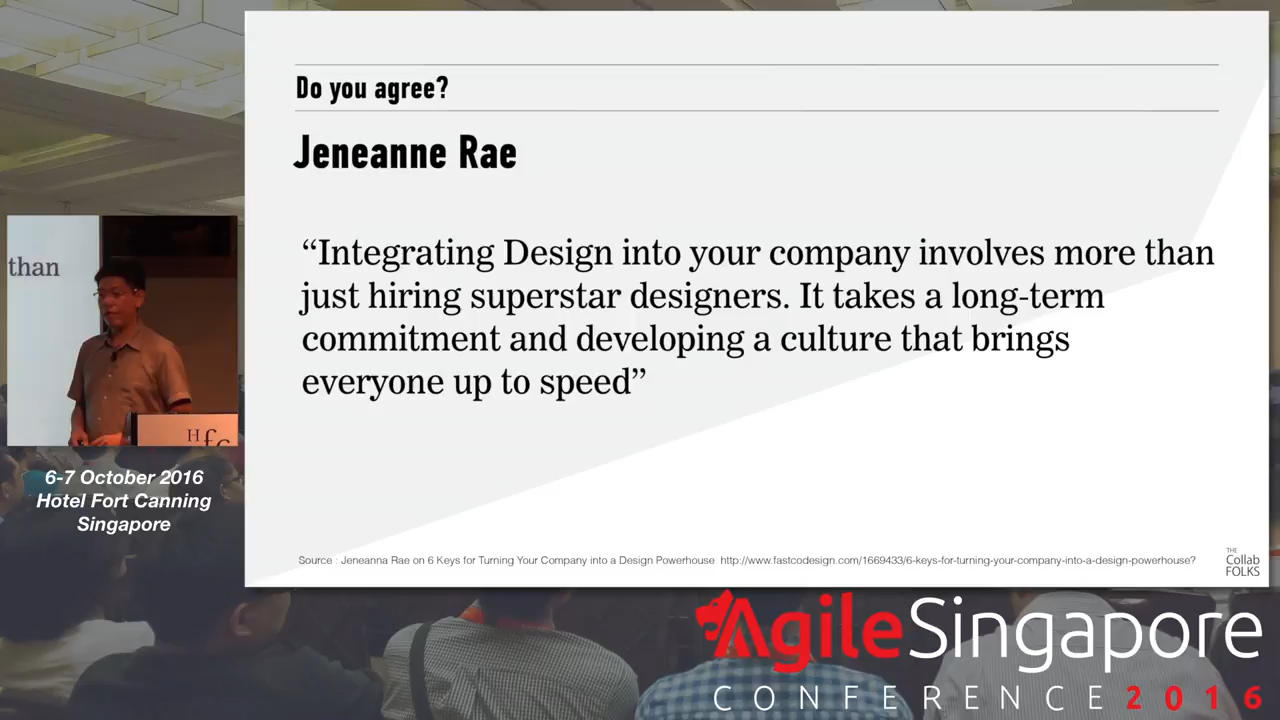 Do you agree?
Jeneanne Rae
“Integrating Design into your company involves more than
just hiring superstar designers. It takes a long-term
commitment and developing a culture that brings
everyone up to speed”
Source : Jeneanna Rae on 6 Keys for Turning Your Company into a Design Powerhouse http://www.fastcodesign.com/1669433/6-keys-for-turning-your-company-into-a-design-powerhouse?
THE
Collab
FOLKS
than
Hfc
6-7 October 2016
Hotel Fort Canning
Singapore
AgileSingapore
CONFERENCE 2016